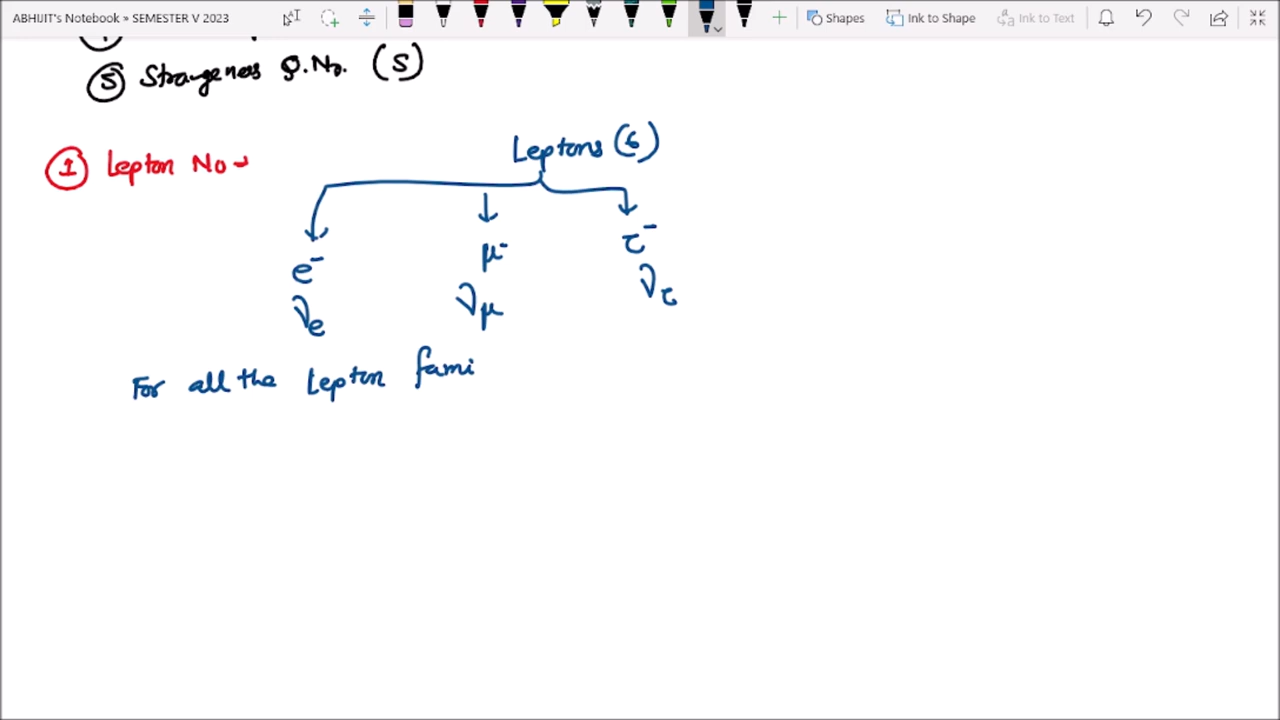 ABHIJIT's Notebook » SEMESTER V 2023
Shapes
Ink to Shape
Ink to Text
⑤ Strangeness Q.No. (S)
① Lepton No→
Leptons (6)
e⁻ μ⁻ τ⁻
νe νμ ντ
For all the Lepton fami